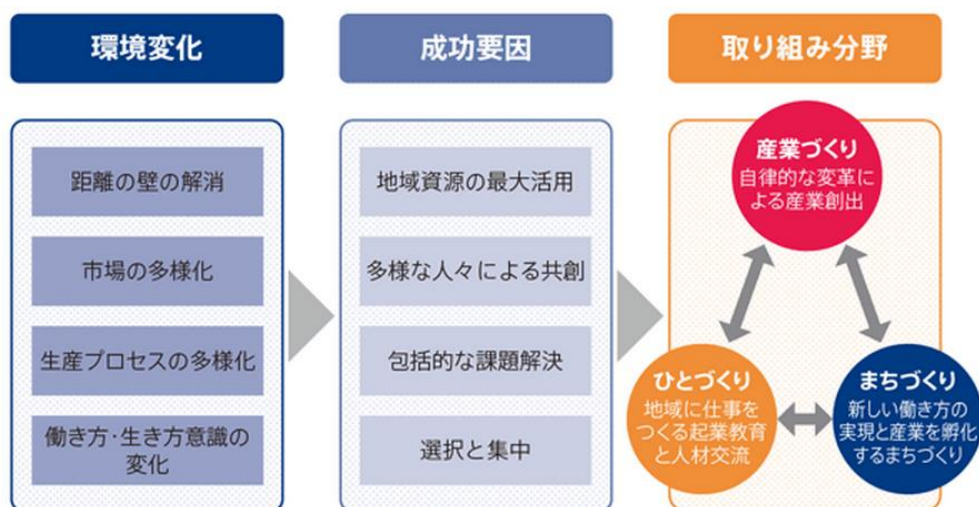 環境変化
距離の壁の解消
市場の多様化
生産プロセスの多様化
働き方・生き方意識の
変化
成功要因
地域資源の最大活用
多様な人々による共創
包括的な課題解決
選択と集中
取り組み分野
産業づくり
自律的な変革に
よる産業創出
ひとづくり
地域に仕事を
つくる起業教育
と人材交流
まちづくり
新しい働き方の
実現と産業を孵化
するまちづくり